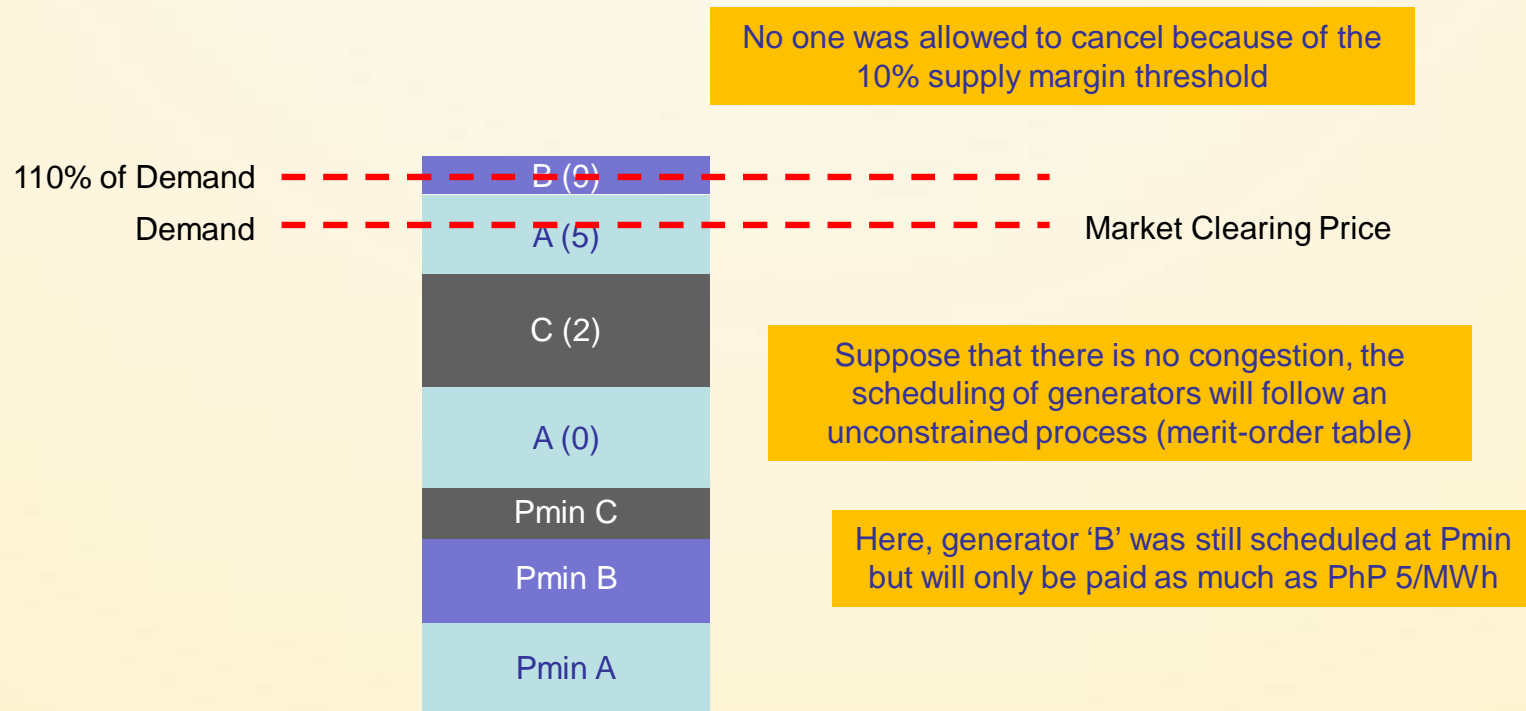 No one was allowed to cancel because of the
10% supply margin threshold
110% of Demand
B (9)
Demand
A (5)
Market Clearing Price
C (2)
Suppose that there is no congestion, the
scheduling of generators will follow an
unconstrained process (merit-order table)
A (0)
Pmin C
Here, generator ‘B’ was still scheduled at Pmin
but will only be paid as much as PhP 5/MWh
Pmin B
Pmin A